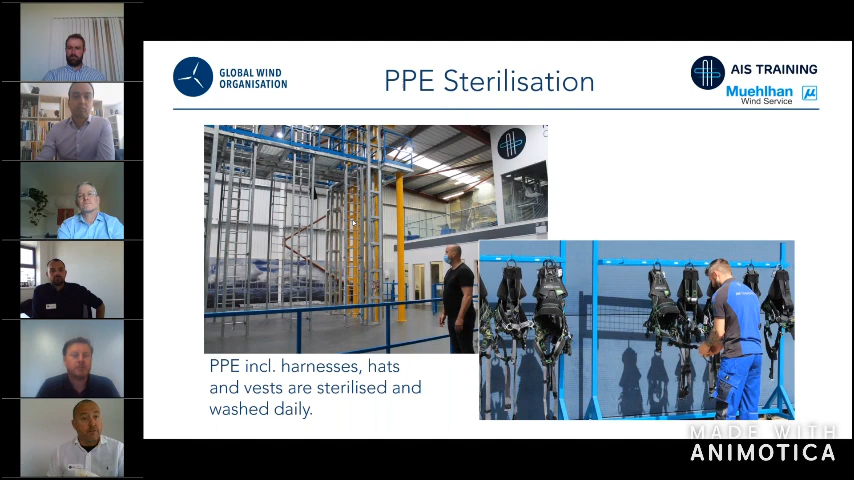 GLOBAL WIND
ORGANISATION
PPE Sterilisation
AIS TRAINING
Muehlhan
Wind Service
AIS
PPE incl. harnesses, hats
and vests are sterilised and
washed daily.
MADE WITH
ANIMOTICA